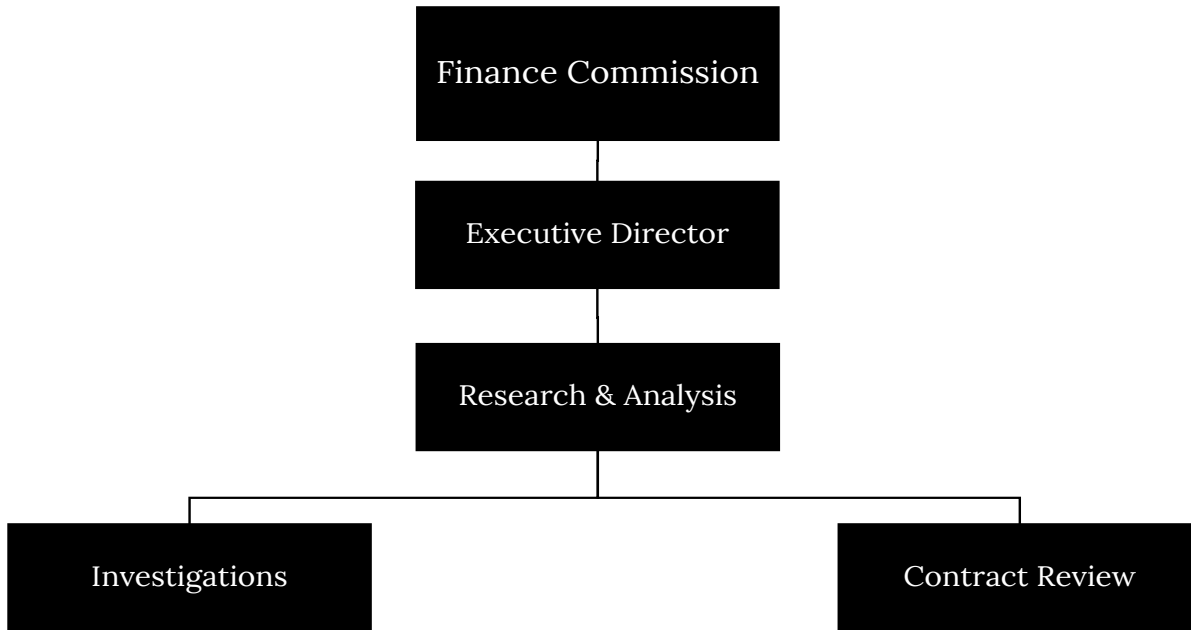 Finance Commission
Executive Director
Research & Analysis
Investigations
Contract Review